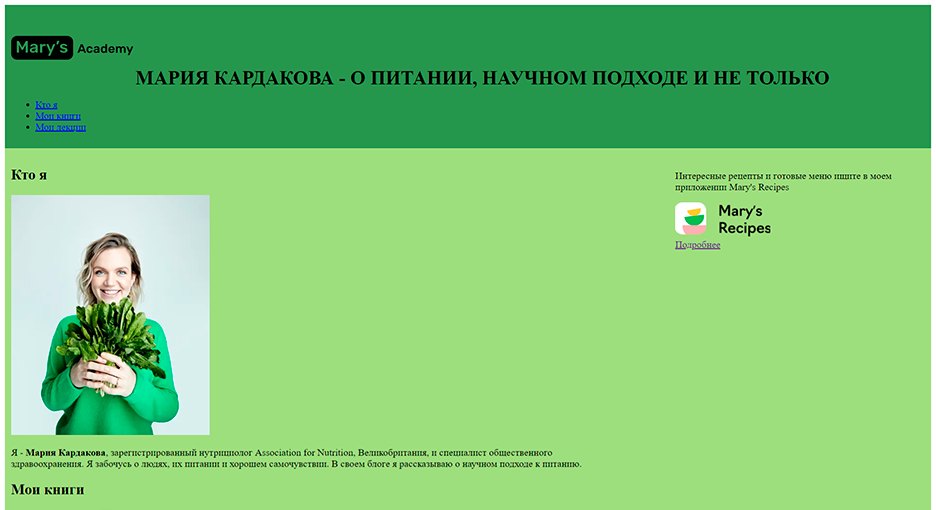 Mary's Academy
МАРИЯ КАРДАКОВА - О ПИТАНИИ, НАУЧНОМ ПОДХОДЕ И НЕ ТОЛЬКО
Кто я
Мои книги
Мои лекции
Кто я
Я - Мария Кардакова, зарегистрированный нутрициолог Association for Nutrition, Великобритания, и специалист общественного
здравоохранения. Я забочусь о людях, их питании и хорошем самочувствии. В своем блоге я рассказываю о научном подходе к питанию.
Мои книги
Интересные рецепты и готовые меню ищите в моем
приложении Mary's Recipes
Mary's
Recipes
Подробнее